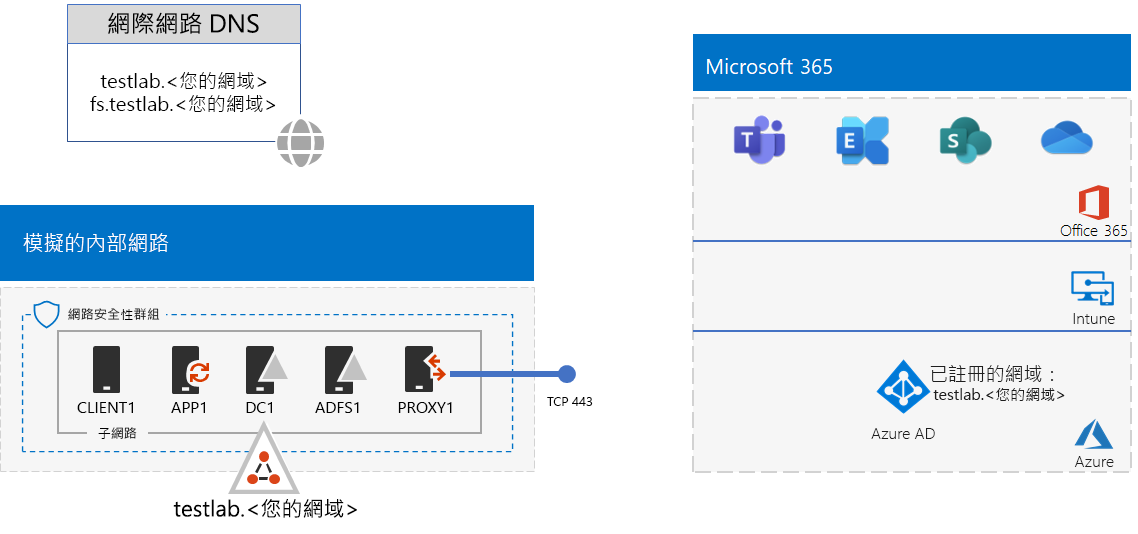 網際網路 DNS
testlab.<您的網域>
fs.testlab.<您的網域>
Microsoft 365
T
E
S
Office 365
模擬的內部網路
網路安全性群組
CLIENT1
APP1
DC1
ADFS1
PROXY1
TCP 443
子網路
testlab.<您的網域>
Intune
已註冊的網域：
testlab.<您的網域>
Azure AD
Azure